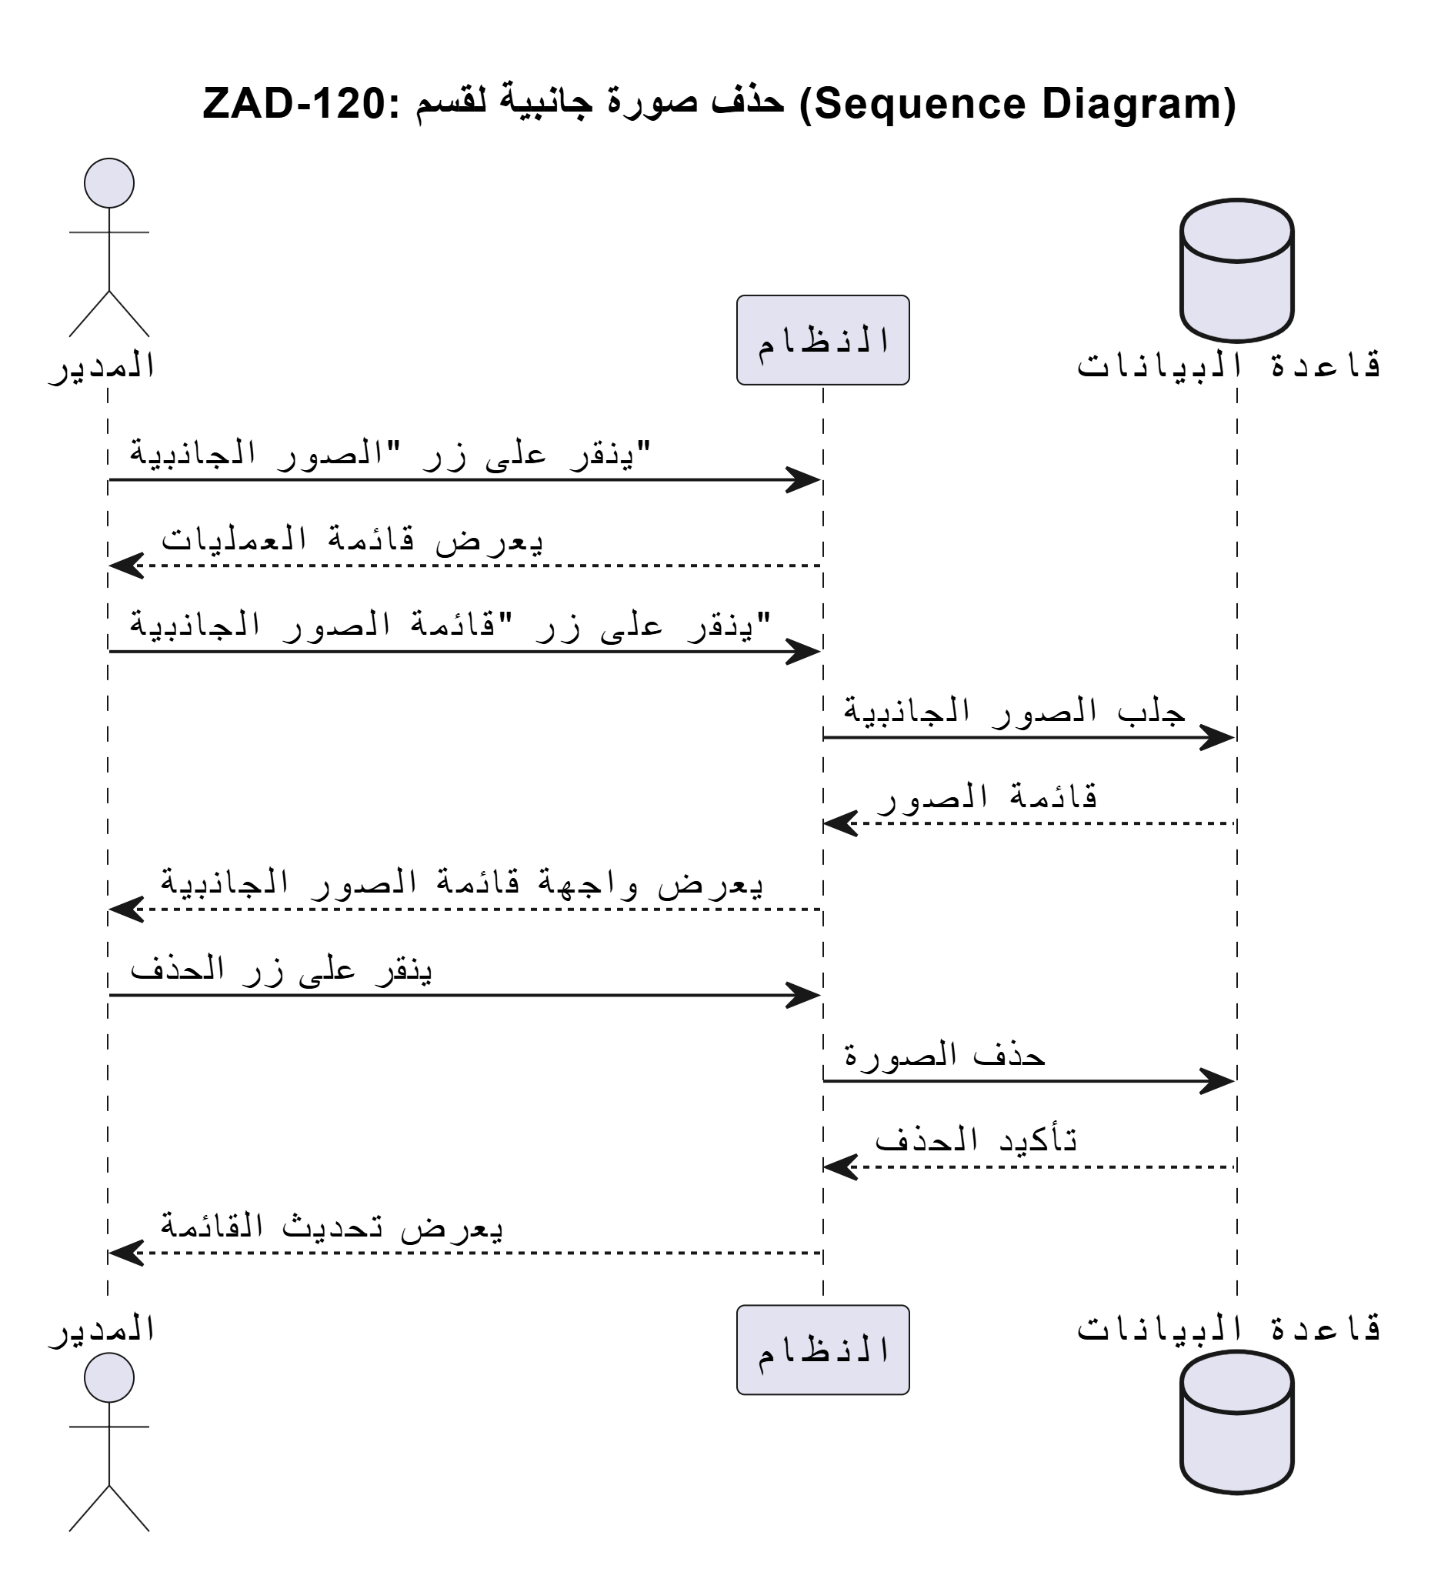 ZAD-120: حذف صورة جانبية لقسم (Sequence Diagram)
المدير
النظام
قاعدة البيانات
ينقر على زر "الصور الجانبية"
يعرض قائمة العمليات
ينقر على زر "قائمة الصور الجانبية"
جلب الصور الجانبية
قائمة الصور
يعرض واجهة قائمة الصور الجانبية
ينقر على زر الحذف
حذف الصورة
تأكيد الحذف
يعرض تحديث القائمة
المدير
النظام
قاعدة البيانات